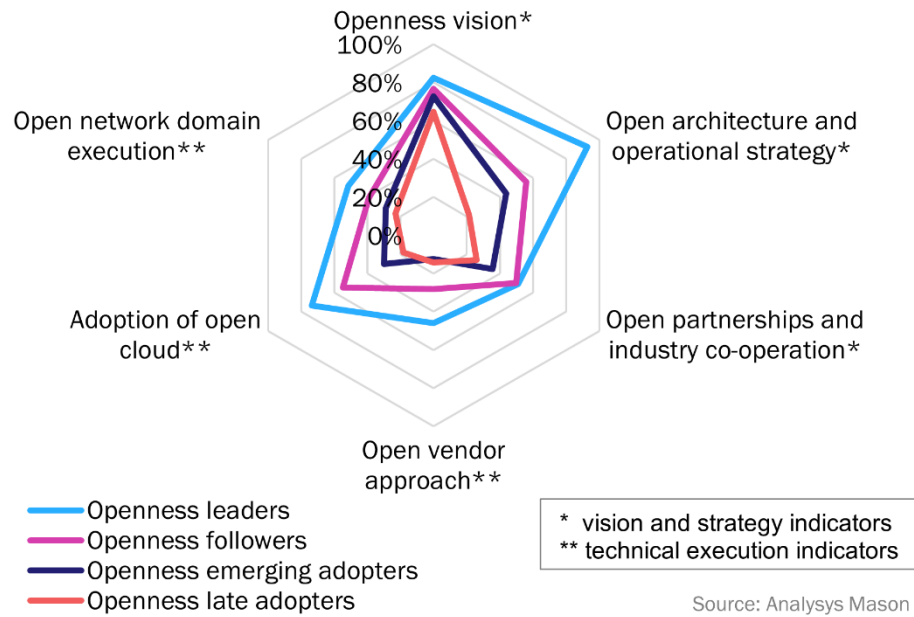 Openness vision*
100%
80%
60%
40%
20%
0%
Open architecture and
operational strategy*
Open partnerships and
industry co-operation*
Open vendor
approach**
Adoption of open
cloud**
Open network domain
execution**
Openness leaders
Openness followers
Openness emerging adopters
Openness late adopters
* vision and strategy indicators
** technical execution indicators
Source: Analysys Mason